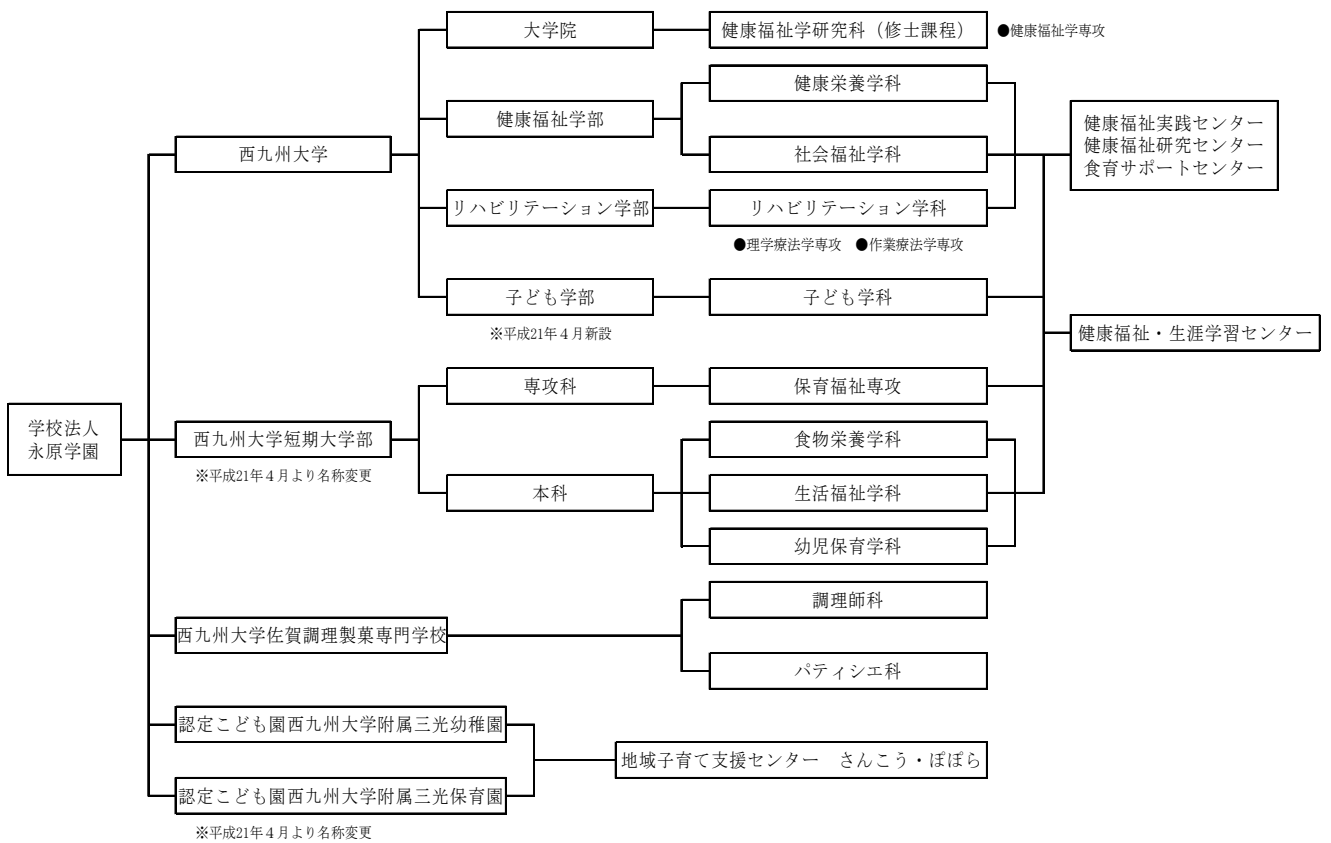 大学院
健康福祉学研究科（修士課程）
●健康福祉学専攻
健康栄養学科
健康福祉学部
健康福祉実践センター
健康福祉研究センター
食育サポートセンター
西九州大学
社会福祉学科
リハビリテーション学部
リハビリテーション学科
●理学療法学専攻　●作業療法学専攻
子ども学部
子ども学科
※平成21年４月新設
健康福祉・生涯学習センター
専攻科
保育福祉専攻
学校法人
永原学園
西九州大学短期大学部
食物栄養学科
※平成21年４月より名称変更
本科
生活福祉学科
幼児保育学科
調理師科
西九州大学佐賀調理製菓専門学校
パティシエ科
認定こども園西九州大学附属三光幼稚園
地域子育て支援センター　さんこう・ぽぽら
認定こども園西九州大学附属三光保育園
※平成21年４月より名称変更